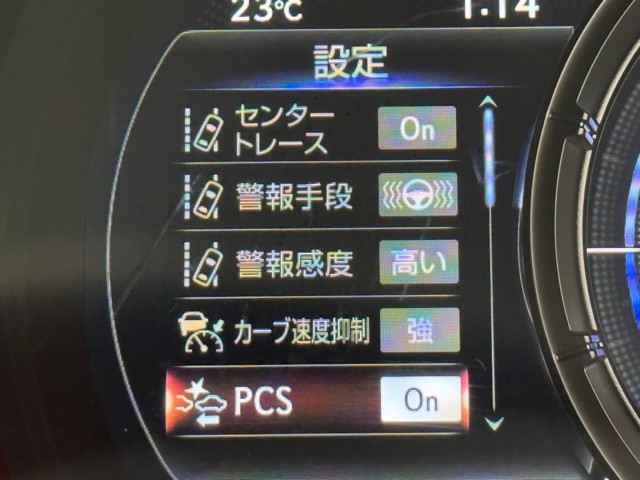 23℃ 1:14
設定
センター
トレース On
警報手段
警報感度 高い
カーブ速度抑制 強
PCS On